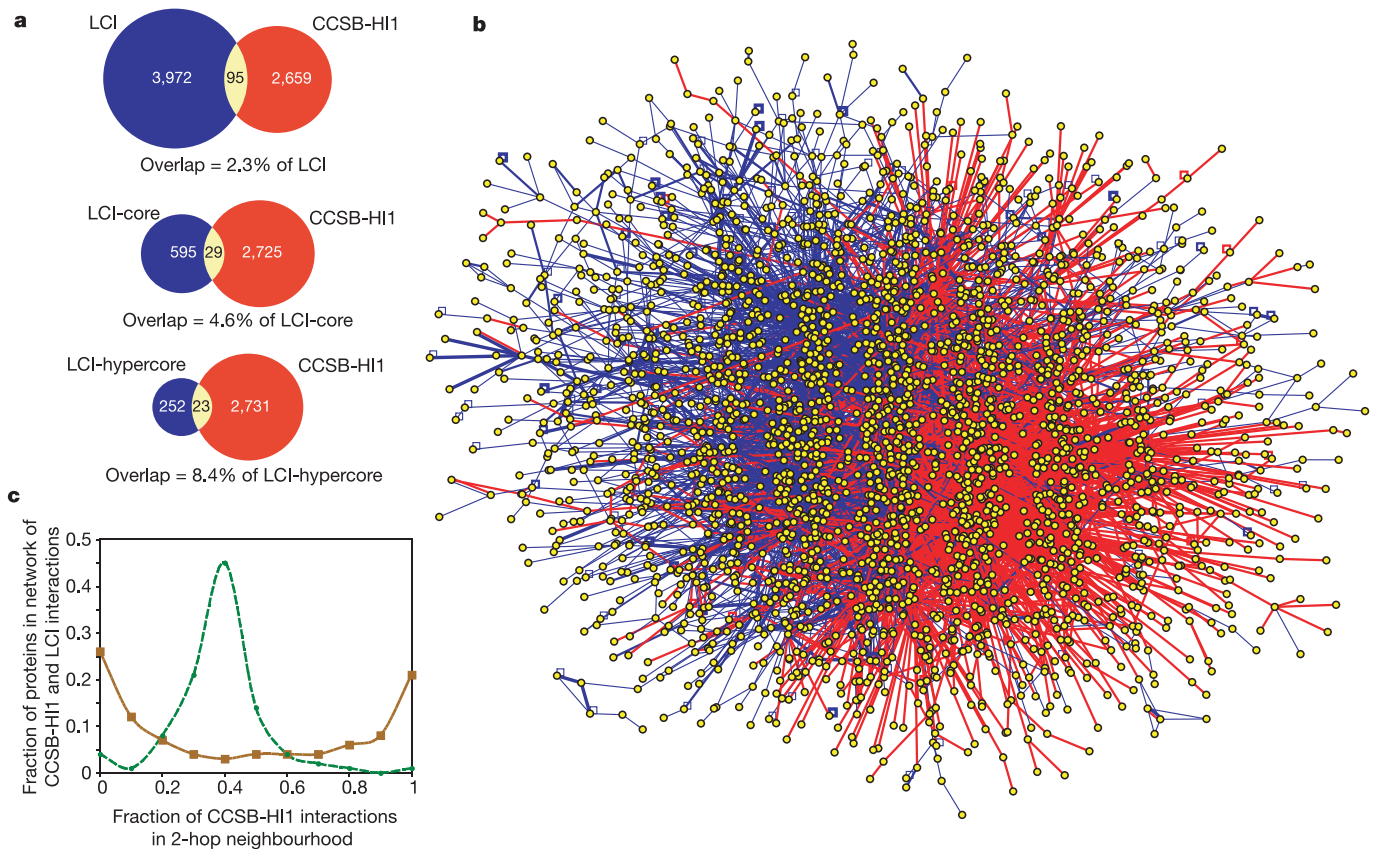 a
LCI
CCSB-HI1
3,972
95
2,659
Overlap = 2.3% of LCI
LCI-core
CCSB-HI1
595
29
2,725
Overlap = 4.6% of LCI-core
LCI-hypercore
CCSB-HI1
252
23
2,731
Overlap = 8.4% of LCI-hypercore
b
c
Fraction of proteins in network of
CCSB-HI1 and LCI interactions
0.5
0.4
0.3
0.2
0.1
0
0
0.2
0.4
0.6
0.8
1
Fraction of CCSB-HI1 interactions
in 2-hop neighbourhood